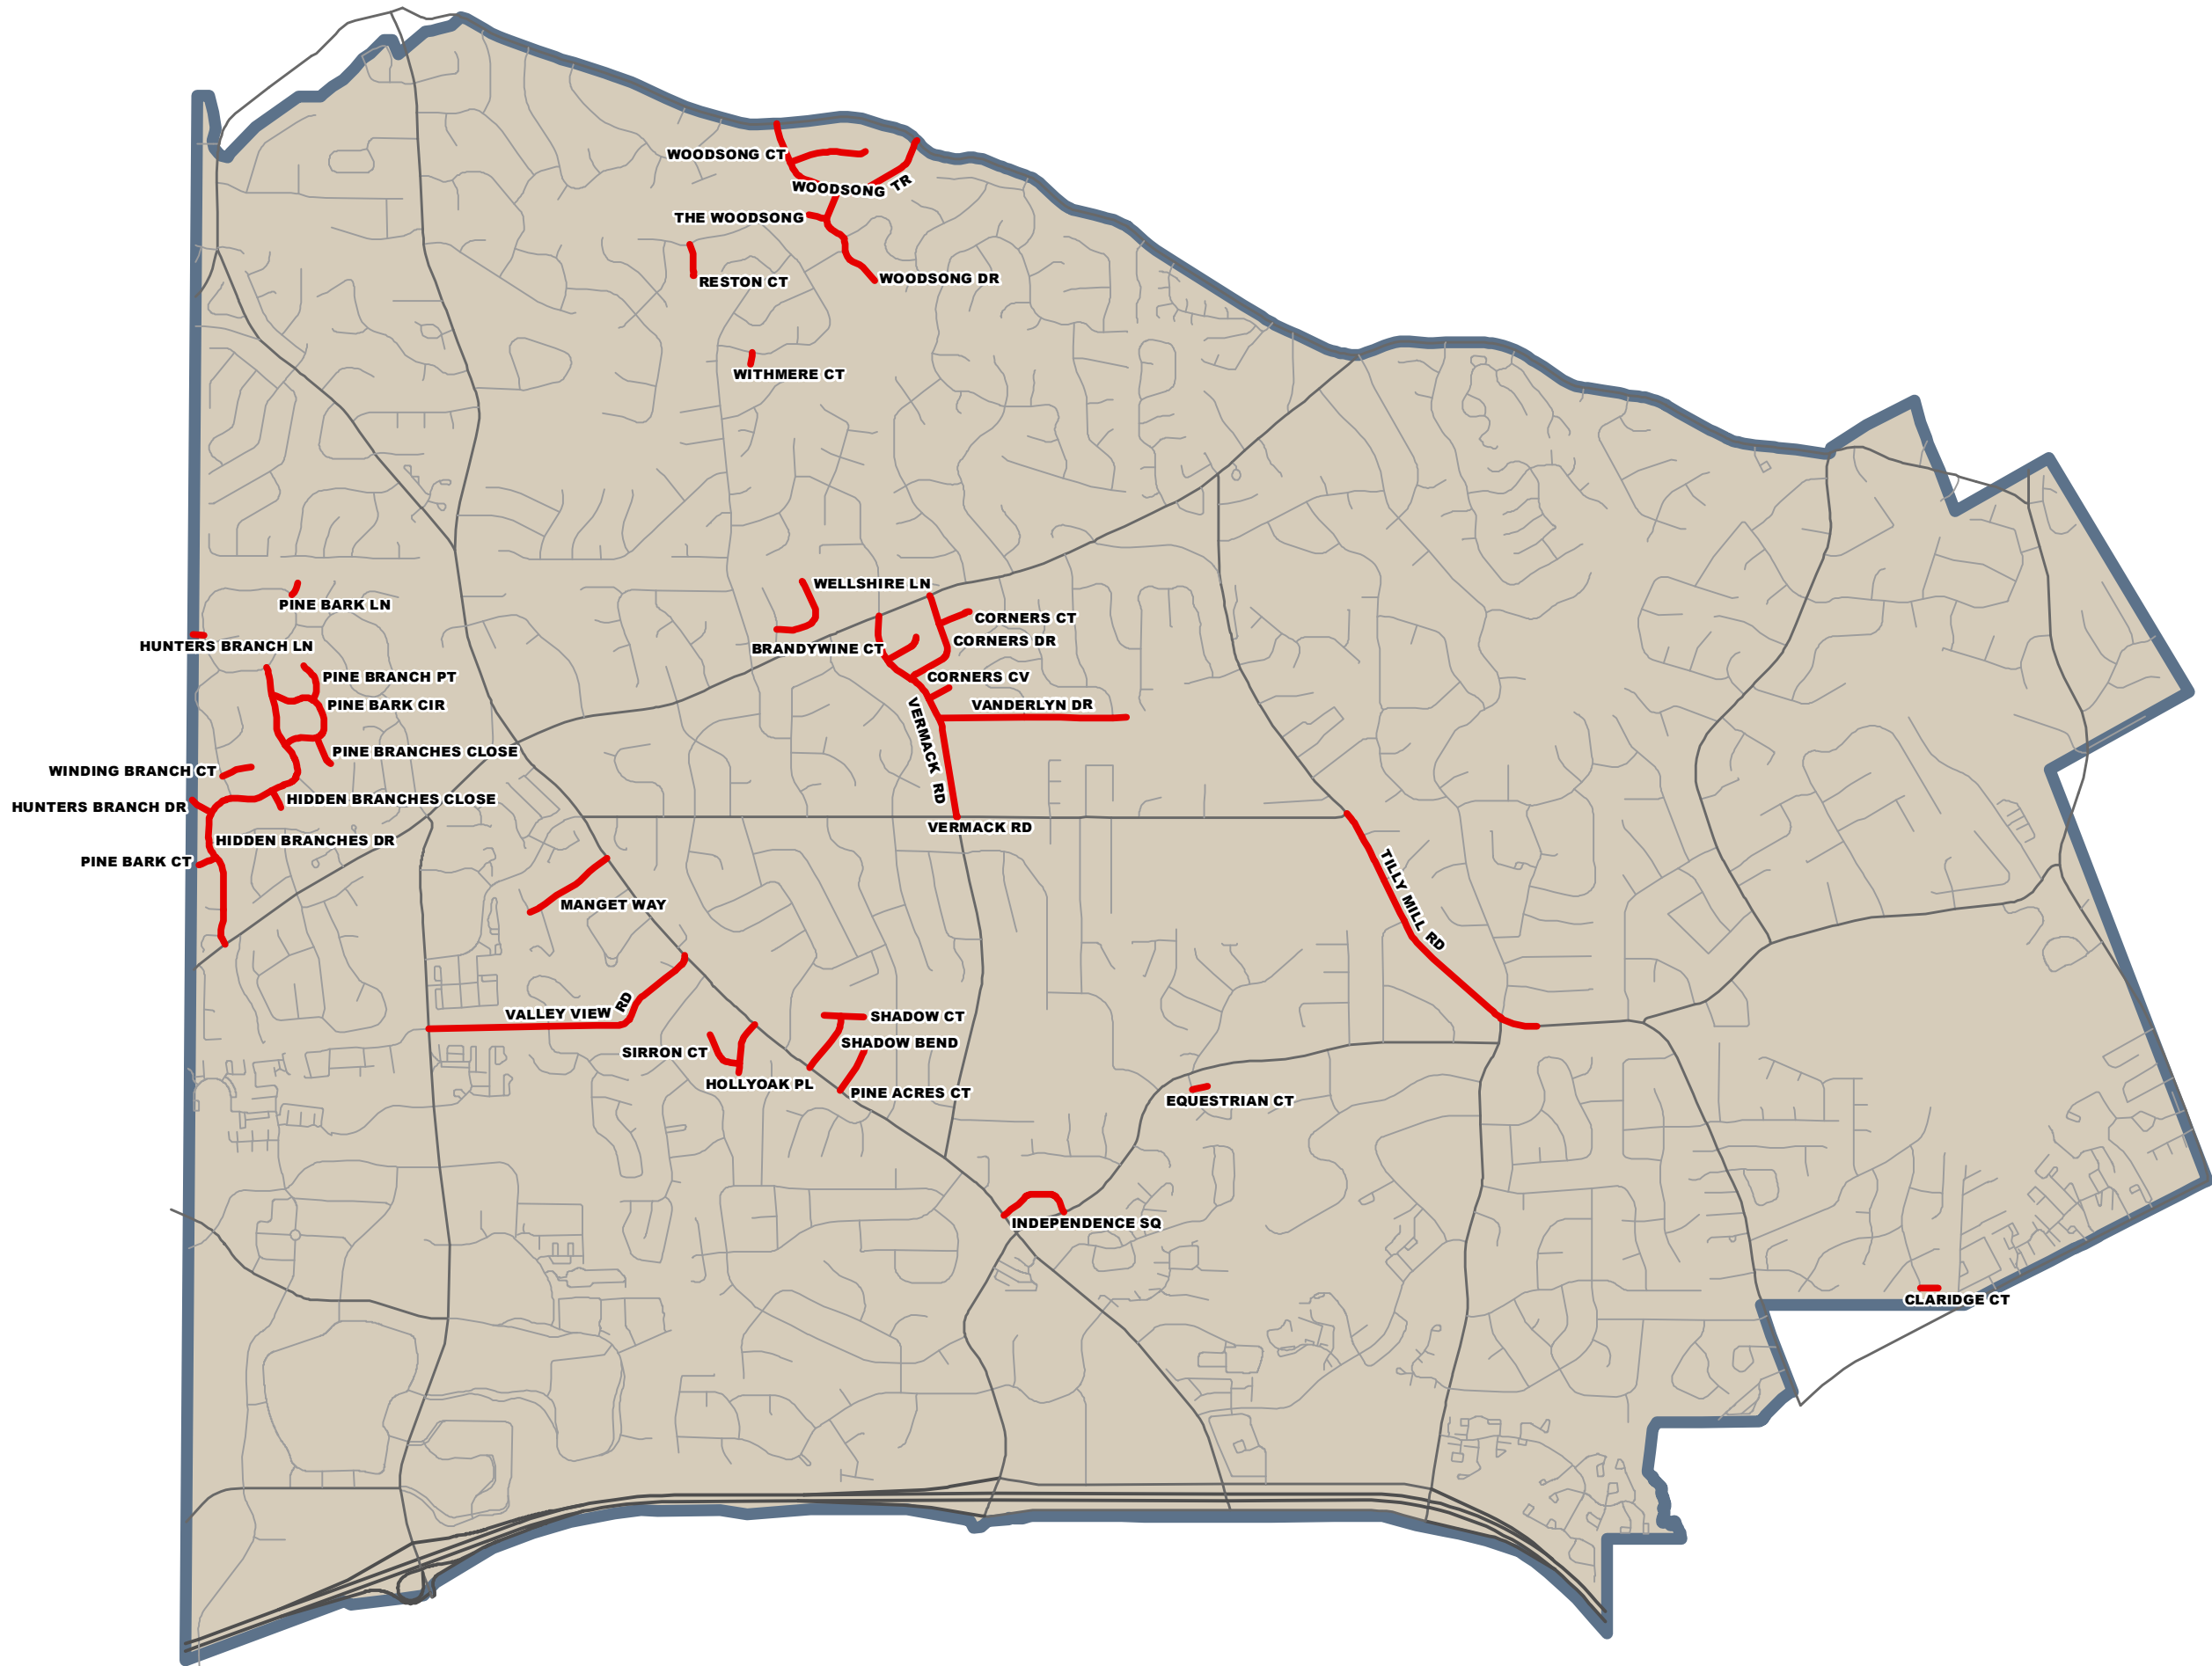 WOODSONG CT
WOODSONG TR
THE WOODSONG
RESTON CT
WOODSONG DR
WITHMERE CT
WELLSHIRE LN
PINE BARK LN
CORNERS CT
CORNERS DR
HUNTERS BRANCH LN
BRANDYWINE CT
PINE BRANCH PT
CORNERS CV
PINE BARK CIR
VANDERLYN DR
VERMACK RD
PINE BRANCHES CLOSE
WINDING BRANCH CT
HIDDEN BRANCHES CLOSE
HUNTERS BRANCH DR
VERMACK RD
HIDDEN BRANCHES DR
PINE BARK CT
TILLY MILL RD
MANGET WAY
VALLEY VIEW RD
SHADOW CT
SHADOW BEND
SIRRON CT
HOLLYOAK PL
PINE ACRES CT
EQUESTRIAN CT
INDEPENDENCE SQ
CLARIDGE CT